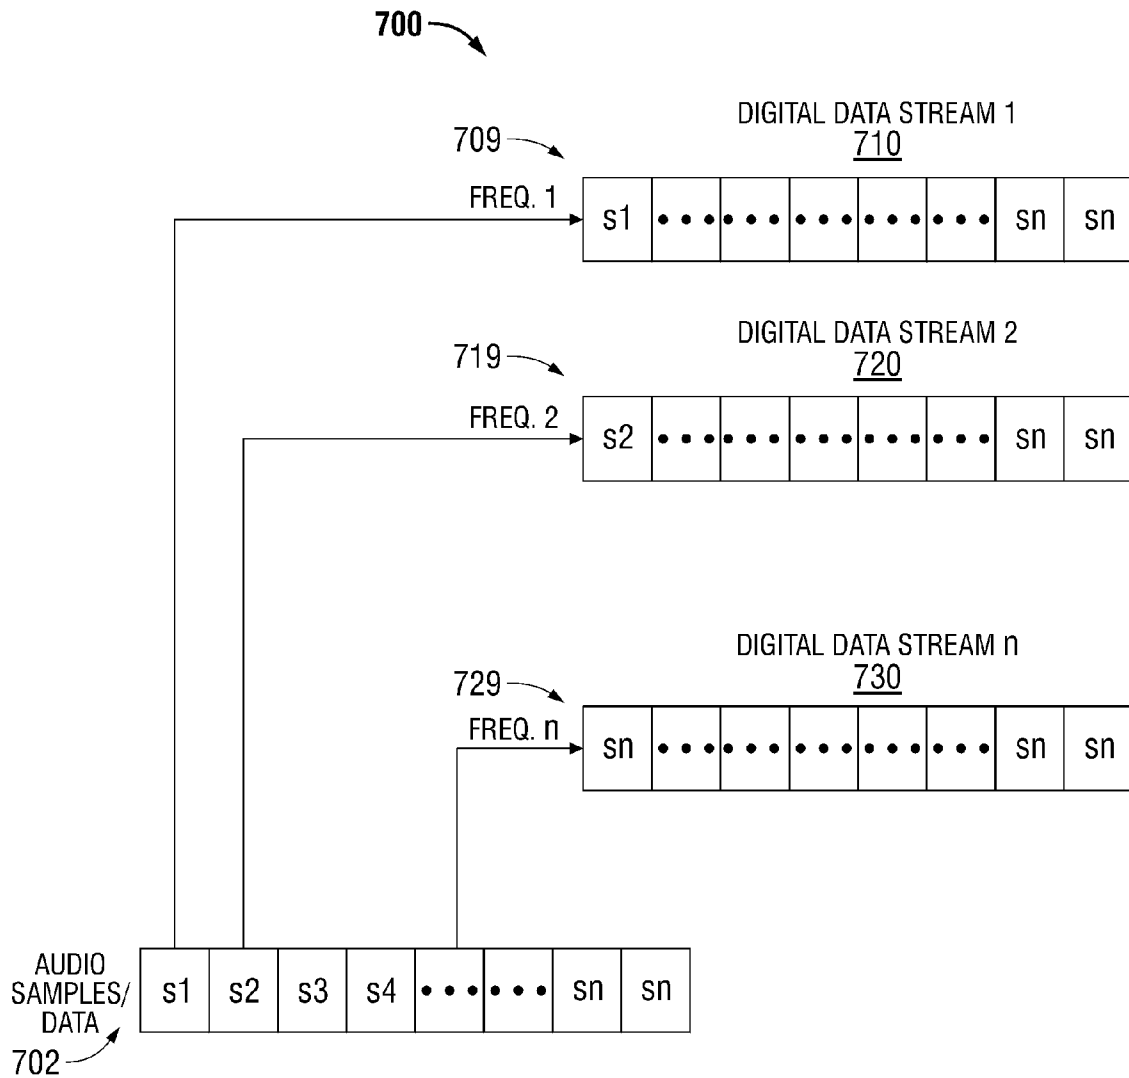 700
DIGITAL DATA STREAM 1
710
709
FREQ. 1
s1 • • • • • • • • • • • • • • • sn sn
DIGITAL DATA STREAM 2
720
719
FREQ. 2
s2 • • • • • • • • • • • • • • • sn sn
DIGITAL DATA STREAM n
730
729
FREQ. n
sn • • • • • • • • • • • • • • • sn sn
AUDIO
SAMPLES/
DATA
702
s1 s2 s3 s4 • • • • • • sn sn